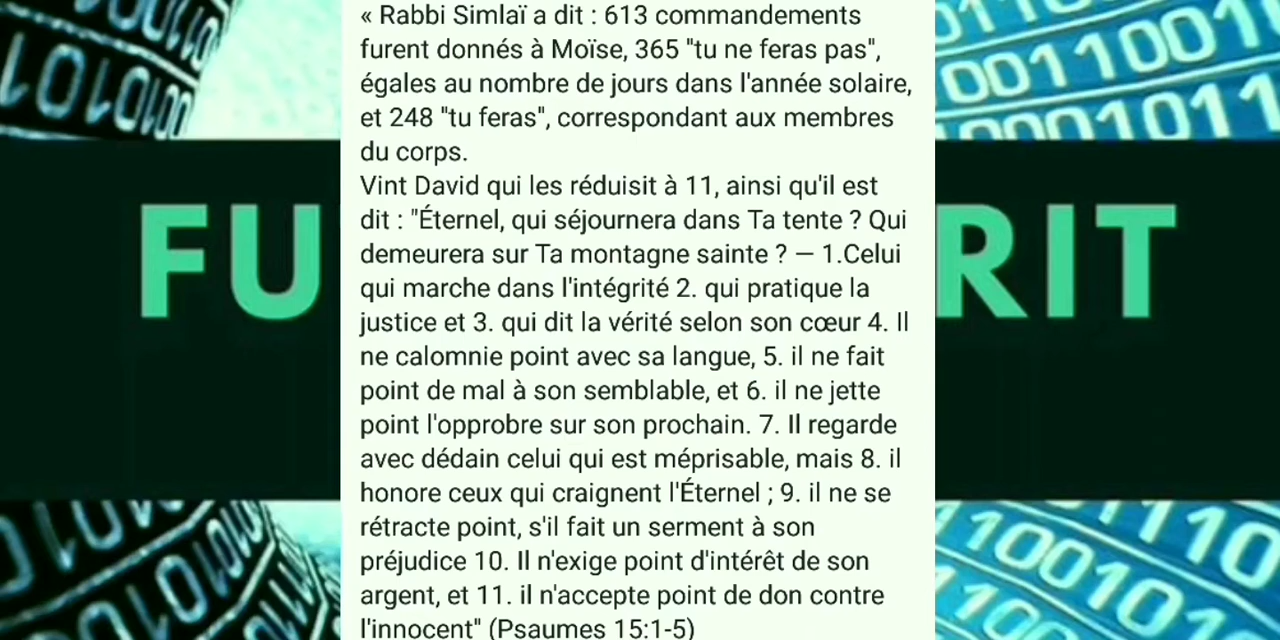 « Rabbi Simlaï a dit : 613 commandements
furent donnés à Moïse, 365 "tu ne feras pas",
égales au nombre de jours dans l'année solaire,
et 248 "tu feras", correspondant aux membres
du corps.
Vint David qui les réduisit à 11, ainsi qu'il est
dit : "Éternel, qui séjournera dans Ta tente ? Qui
demeurera sur Ta montagne sainte ? — 1.Celui
qui marche dans l'intégrité 2. qui pratique la
justice et 3. qui dit la vérité selon son cœur 4. Il
ne calomnie point avec sa langue, 5. il ne fait
point de mal à son semblable, et 6. il ne jette
point l'opprobre sur son prochain. 7. Il regarde
avec dédain celui qui est méprisable, mais 8. il
honore ceux qui craignent l'Éternel ; 9. il ne se
rétracte point, s'il fait un serment à son
préjudice 10. Il n'exige point d'intérêt de son
argent, et 11. il n'accepte point de don contre
l'innocent" (Psaumes 15:1-5)
FU
RIT